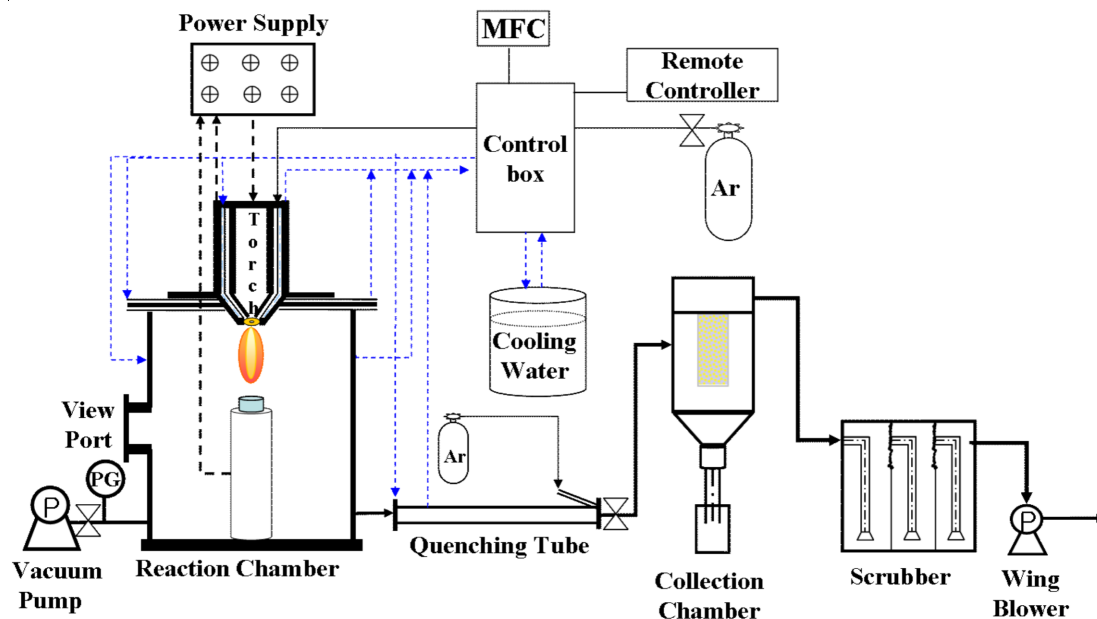 Power Supply
MFC
Remote
Controller
Control
box
Ar
T
o
r
c
h
Cooling
Water
View
Port
PG
Ar
P
P
Quenching Tube
Reaction Chamber
Vacuum
Pump
Collection
Chamber
Scrubber
Wing
Blower